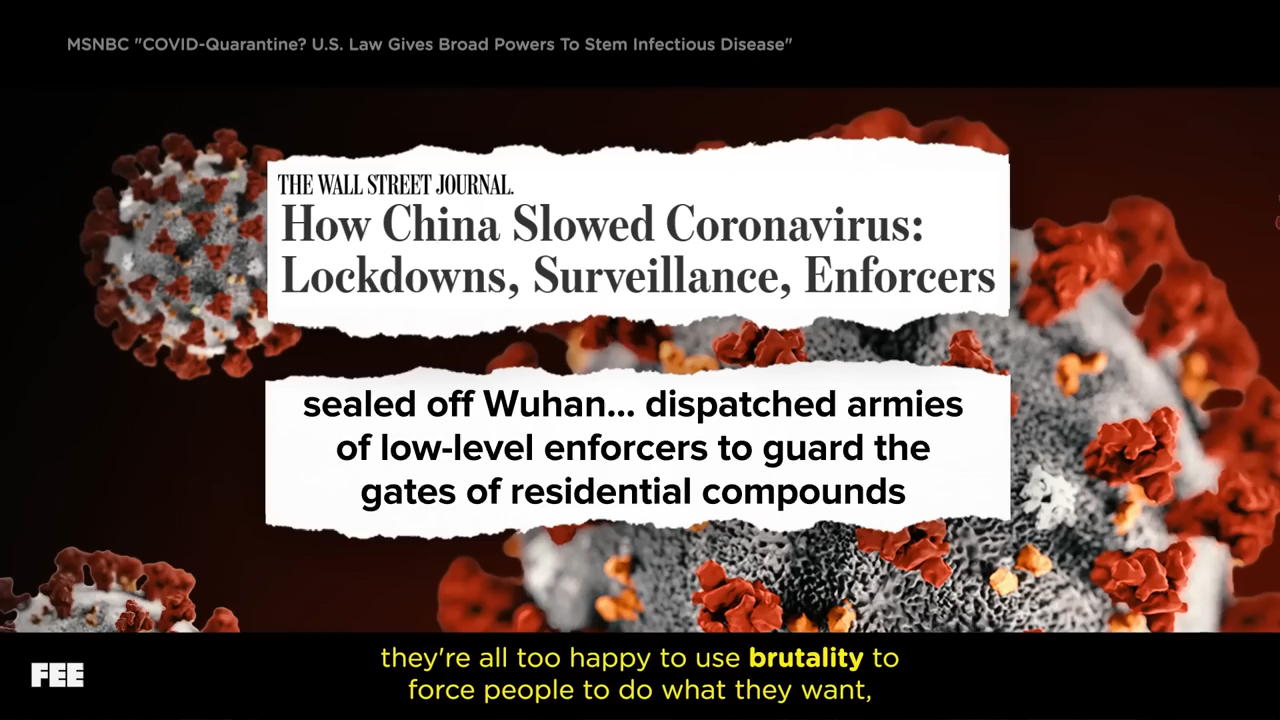 MSNBC "COVID-Quarantine? U.S. Law Gives Broad Powers To Stem Infectious Disease"
THE WALL STREET JOURNAL.
How China Slowed Coronavirus:
Lockdowns, Surveillance, Enforcers
sealed off Wuhan... dispatched armies
of low-level enforcers to guard the
gates of residential compounds
they're all too happy to use brutality to
force people to do what they want,
FEE